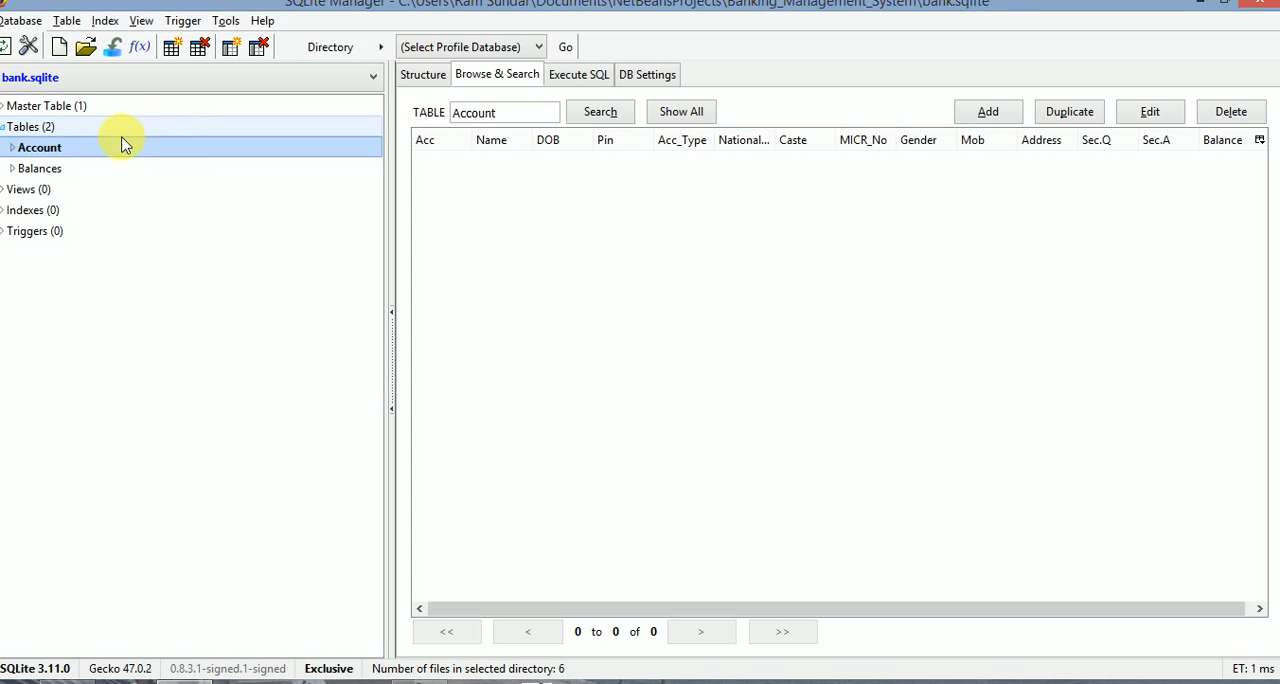 SQLite Manager - C:\Users\Ram Sundar\Documents\NetBeansProjects\Banking_Management_System\bank.sqlite
Database Table Index View Trigger Tools Help
f(x) Directory (Select Profile Database) Go
bank.sqlite
Structure Browse & Search Execute SQL DB Settings
Master Table (1)
Tables (2)
Account
Balances
Views (0)
Indexes (0)
Triggers (0)
TABLE Account Search Show All Add Duplicate Edit Delete
Acc Name DOB Pin Acc_Type National... Caste MICR_No Gender Mob Address Sec.Q Sec.A Balance
<< < 0 to 0 of 0 > >>
SQLite 3.11.0 Gecko 47.0.2 0.8.3.1-signed.1-signed Exclusive Number of files in selected directory: 6 ET: 1 ms